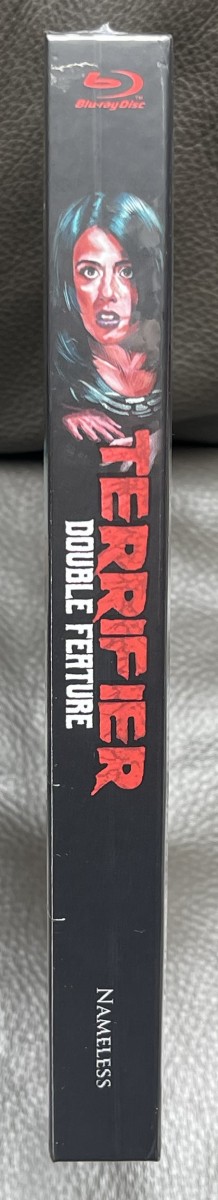 Blu-ray Disc
TERRIFIER
DOUBLE FEATURE
NAMELESS